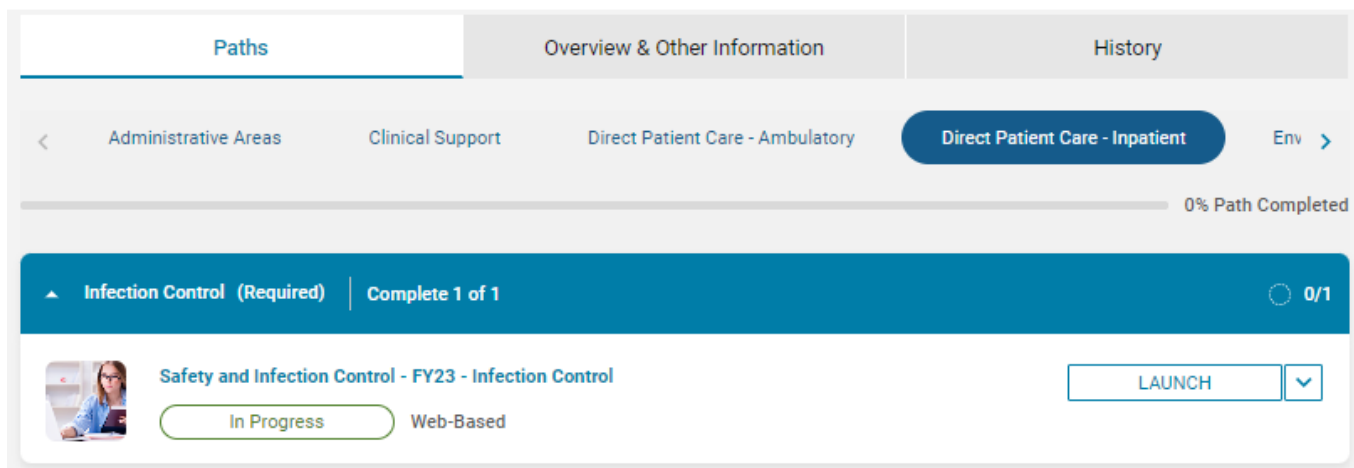 Paths
Overview & Other Information
History
Administrative Areas
Clinical Support
Direct Patient Care - Ambulatory
Direct Patient Care - Inpatient
Env
0% Path Completed
Infection Control (Required)
Complete 1 of 1
0/1
Safety and Infection Control - FY23 - Infection Control
LAUNCH
In Progress
Web-Based